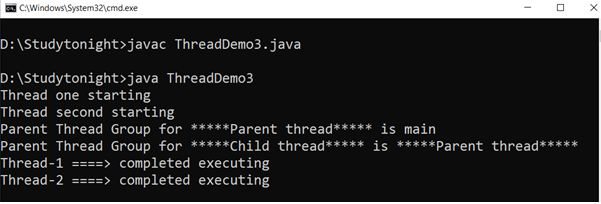 C:\Windows\System32\cmd.exe
D:\Studytonight>javac ThreadDemo3.java
D:\Studytonight>java ThreadDemo3
Thread one starting
Thread second starting
Parent Thread Group for *****Parent thread***** is main
Parent Thread Group for *****Child thread***** is *****Parent thread*****
Thread-1 ====> completed executing
Thread-2 ====> completed executing